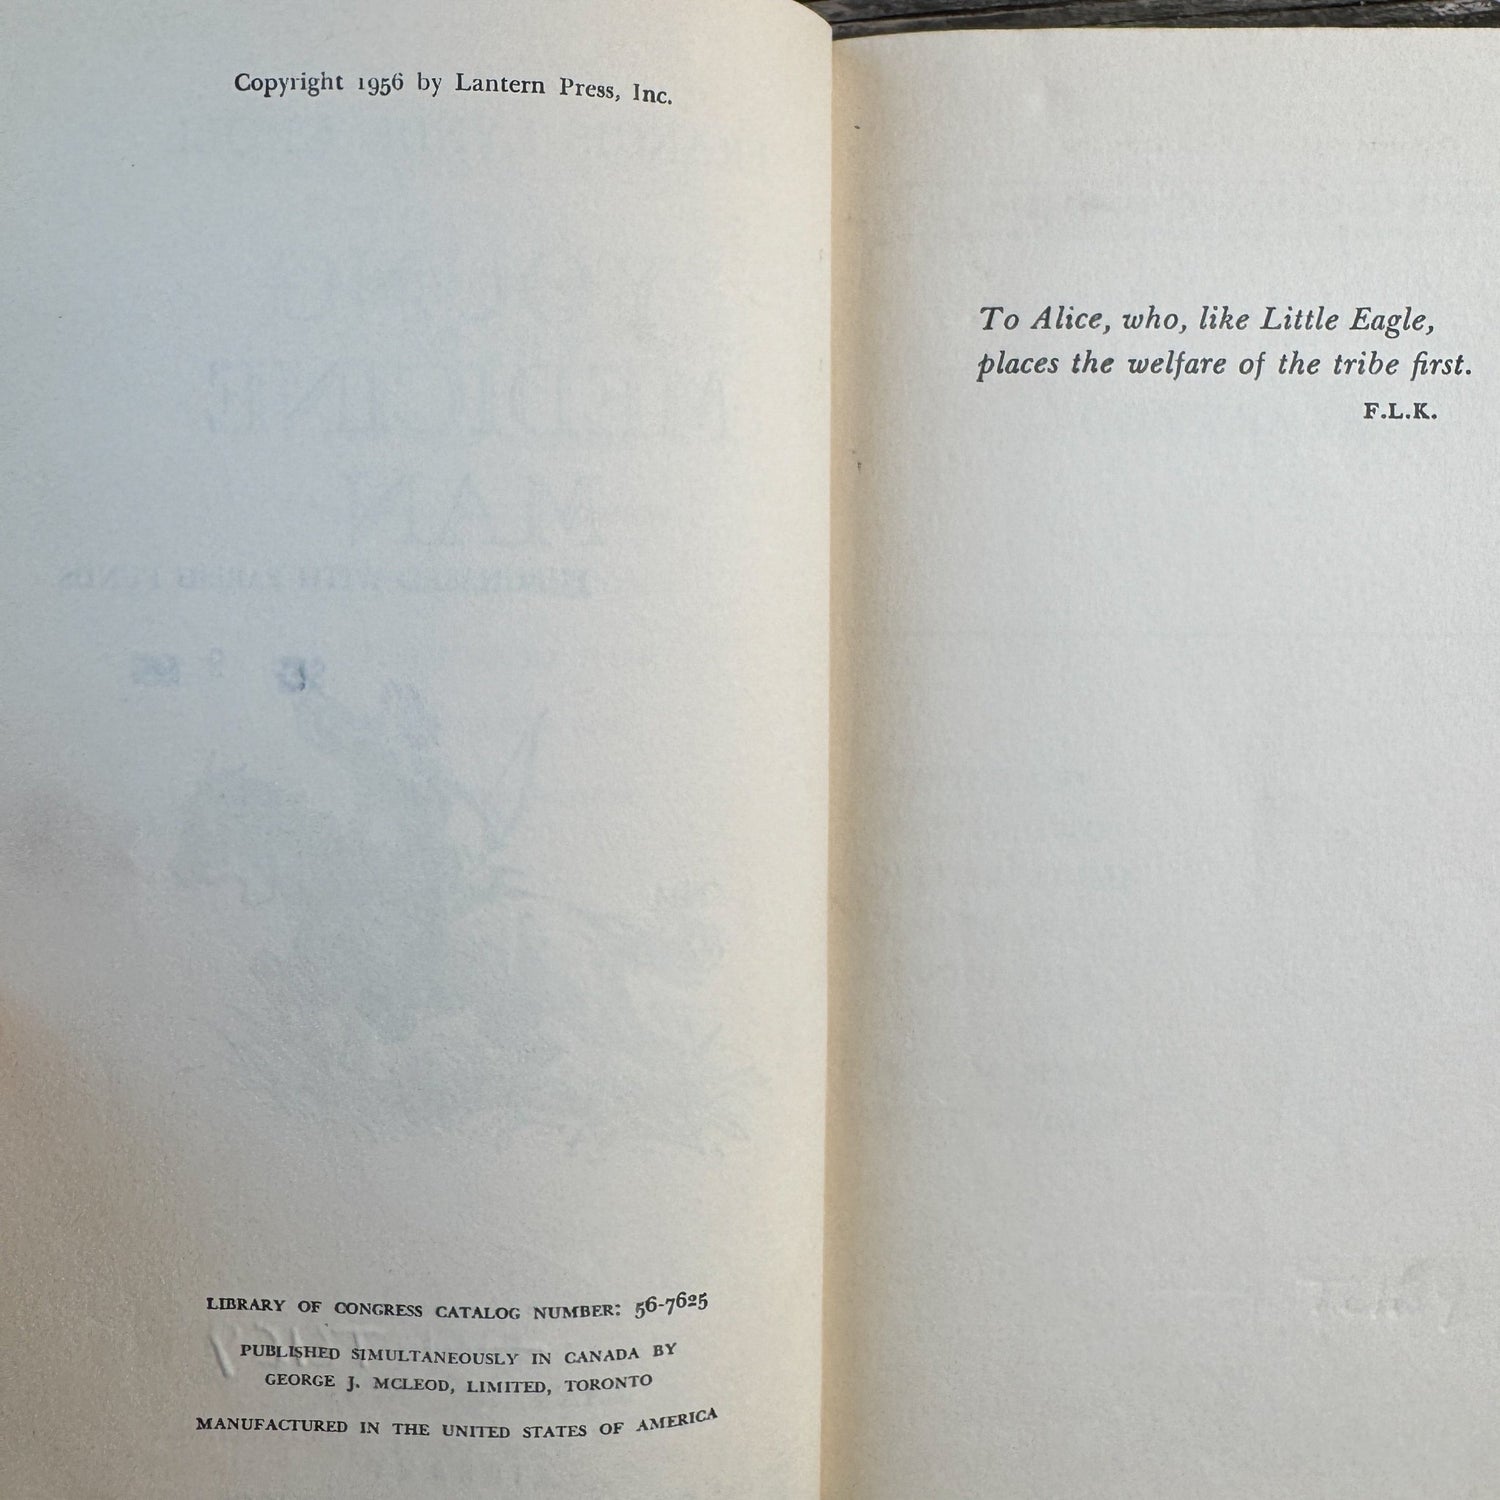 Copyright 1956 by Lantern Press, Inc.
LIBRARY OF CONGRESS CATALOG NUMBER: 56-7625
PUBLISHED SIMULTANEOUSLY IN CANADA BY
GEORGE J. MCLEOD, LIMITED, TORONTO
MANUFACTURED IN THE UNITED STATES OF AMERICA
To Alice, who, like Little Eagle,
places the welfare of the tribe first.
F.L.K.